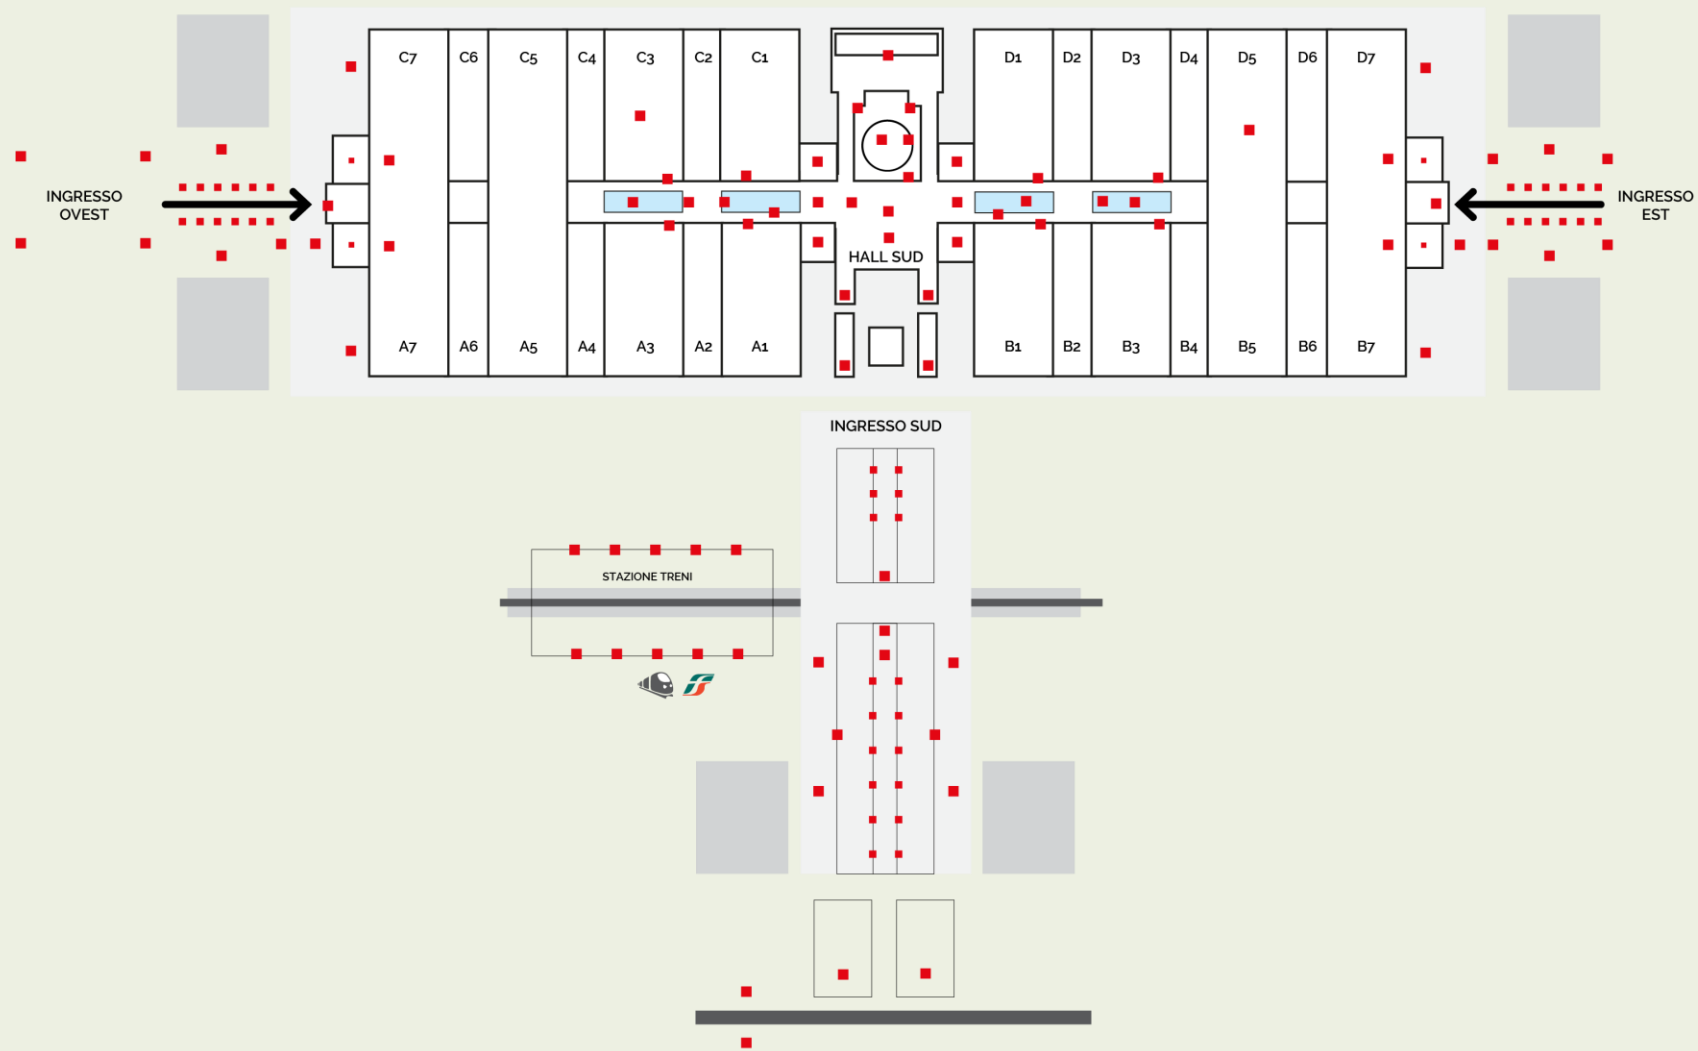 C7 C6 C5 C4 C3 C2 C1 D1 D2 D3 D4 D5 D6 D7
INGRESSO
OVEST
INGRESSO
EST
HALL SUD
A7 A6 A5 A4 A3 A2 A1 B1 B2 B3 B4 B5 B6 B7
INGRESSO SUD
STAZIONE TRENI